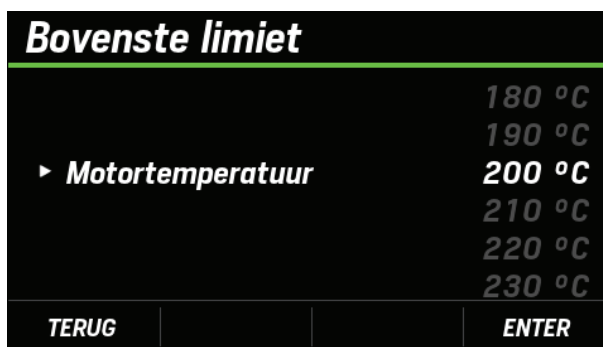 Bovenste limiet
180 °C
190 °C
Motortemperatuur 200 °C
210 °C
220 °C
230 °C
TERUG ENTER